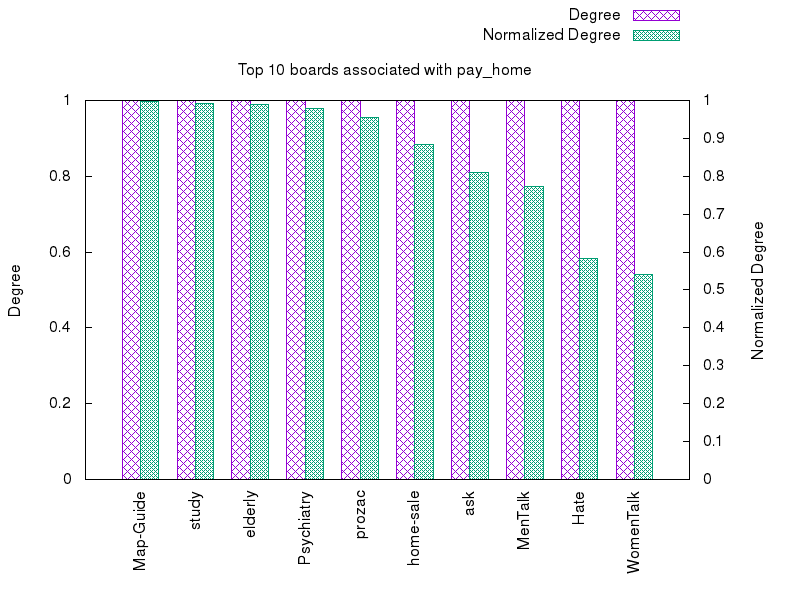 Degree
Normalized Degree
Top 10 boards associated with pay_home
1
0.8
0.6
0.4
0.2
0
Degree
1
0.9
0.8
0.7
0.6
0.5
0.4
0.3
0.2
0.1
0
Normalized Degree
Map-Guide
study
elderly
Psychiatry
prozac
home-sale
ask
MenTalk
Hate
WomenTalk